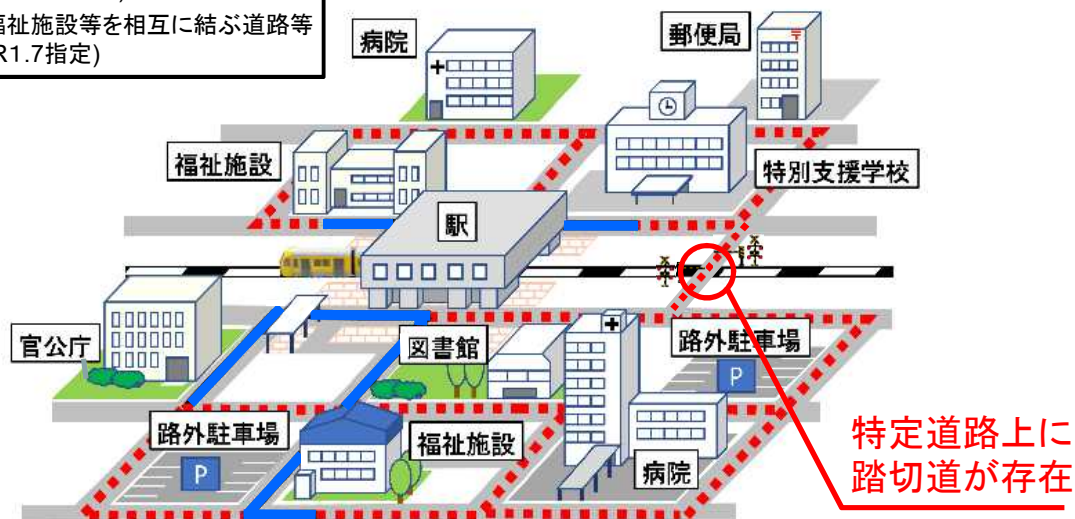 福祉施設等を相互に結ぶ道路等
R1.7指定)
病院
郵便局
福祉施設
特別支援学校
駅
官公庁
図書館
路外駐車場
P
路外駐車場
P
福祉施設
病院
特定道路上に
踏切道が存在